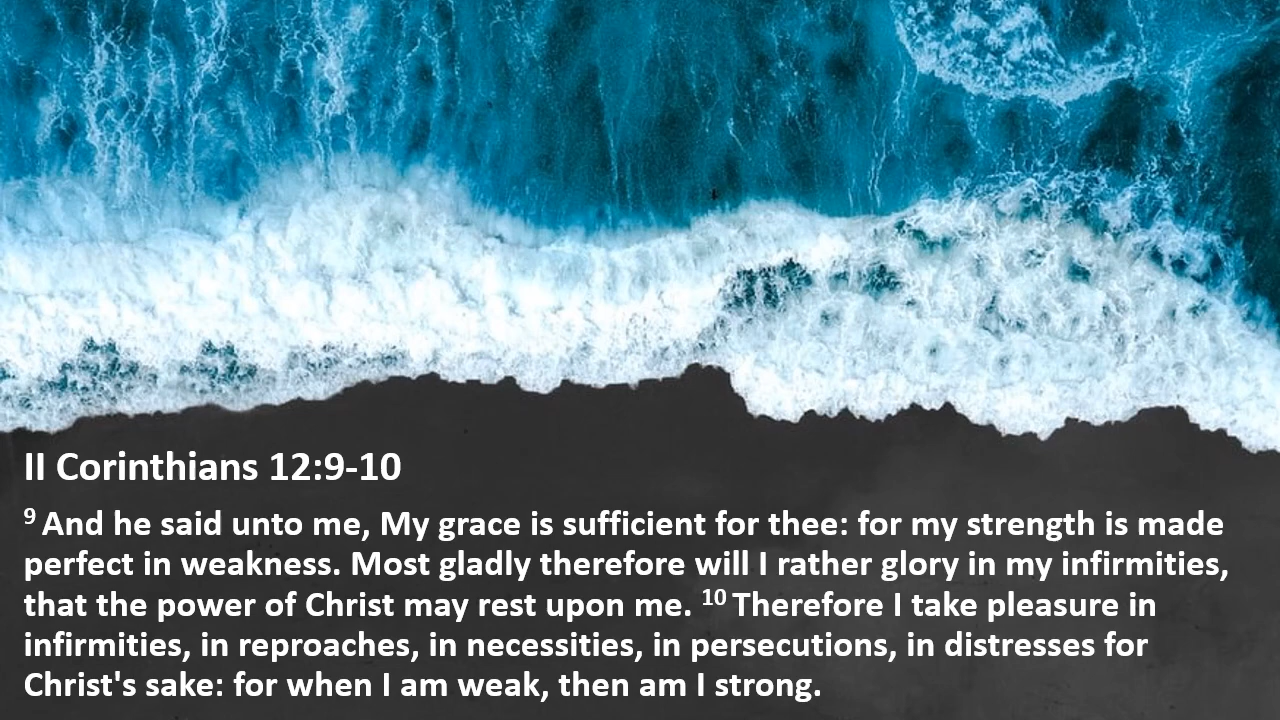 II Corinthians 12:9-10
9 And he said unto me, My grace is sufficient for thee: for my strength is made
perfect in weakness. Most gladly therefore will I rather glory in my infirmities,
that the power of Christ may rest upon me. 10 Therefore I take pleasure in
infirmities, in reproaches, in necessities, in persecutions, in distresses for
Christ's sake: for when I am weak, then am I strong.